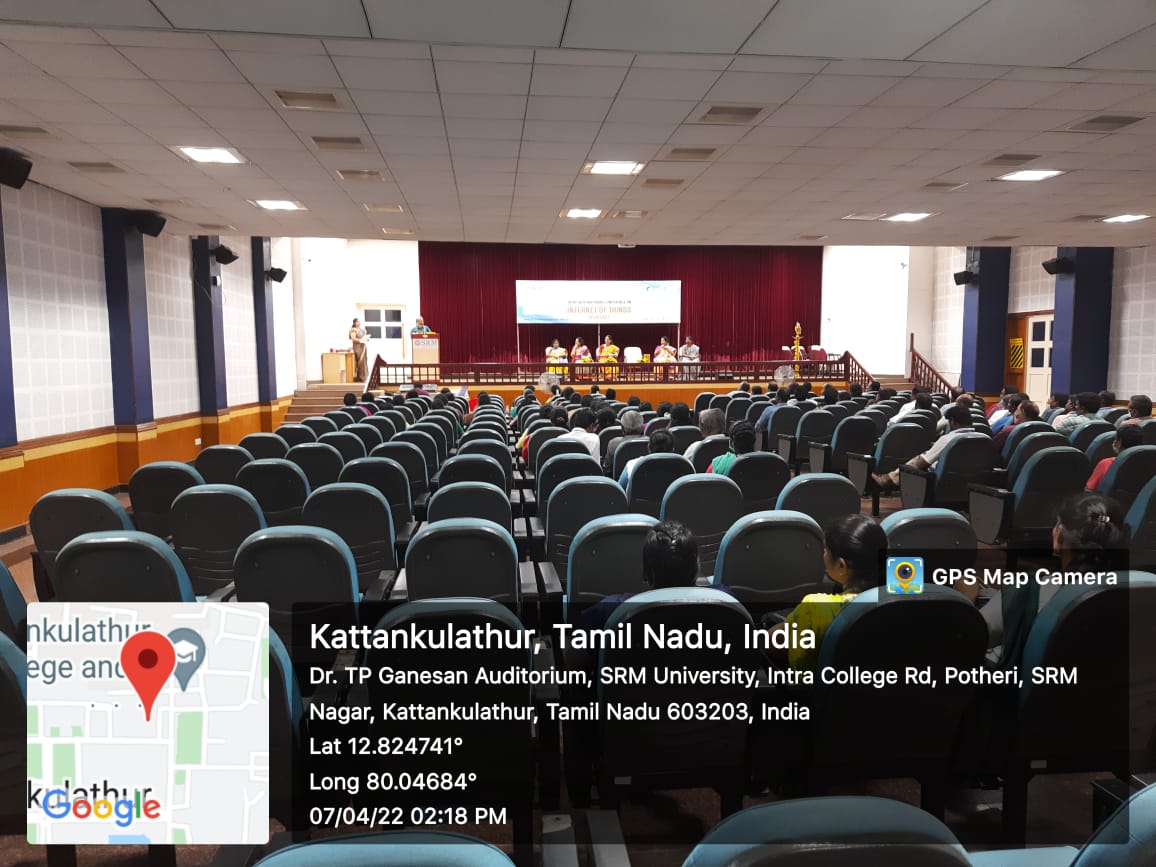 INTERNET OF THINGS
SRM
GPS Map Camera
nkulathur
ege and
kulathur
Google
Kattankulathur, Tamil Nadu, India
Dr. TP Ganesan Auditorium, SRM University, Intra College Rd, Potheri, SRM
Nagar, Kattankulathur, Tamil Nadu 603203, India
Lat 12.824741°
Long 80.04684°
07/04/22 02:18 PM